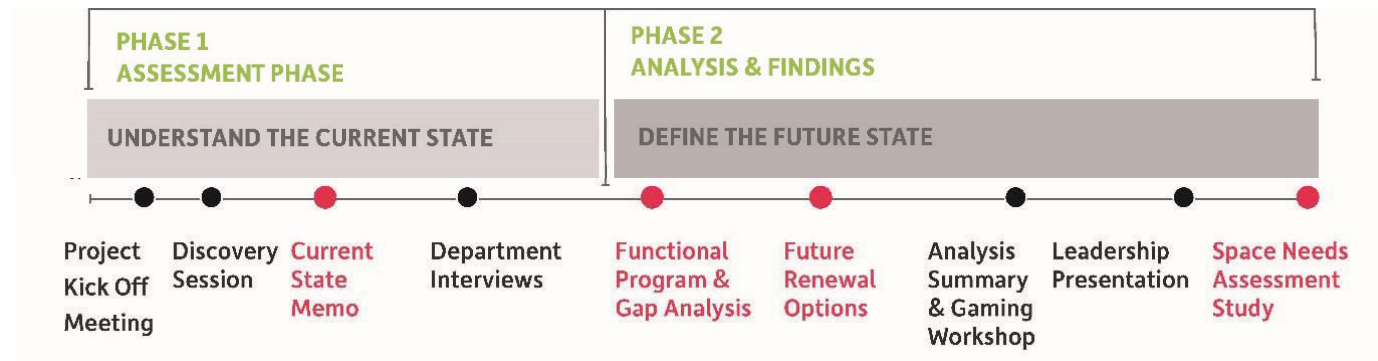 PHASE 1
ASSESSMENT PHASE
PHASE 2
ANALYSIS & FINDINGS
UNDERSTAND THE CURRENT STATE
DEFINE THE FUTURE STATE
Project
Kick Off
Meeting
Discovery
Session
Current
State
Memo
Department
Interviews
Functional
Program &
Gap Analysis
Future
Renewal
Options
Analysis
Summary
& Gaming
Workshop
Leadership
Presentation
Space Needs
Assessment
Study